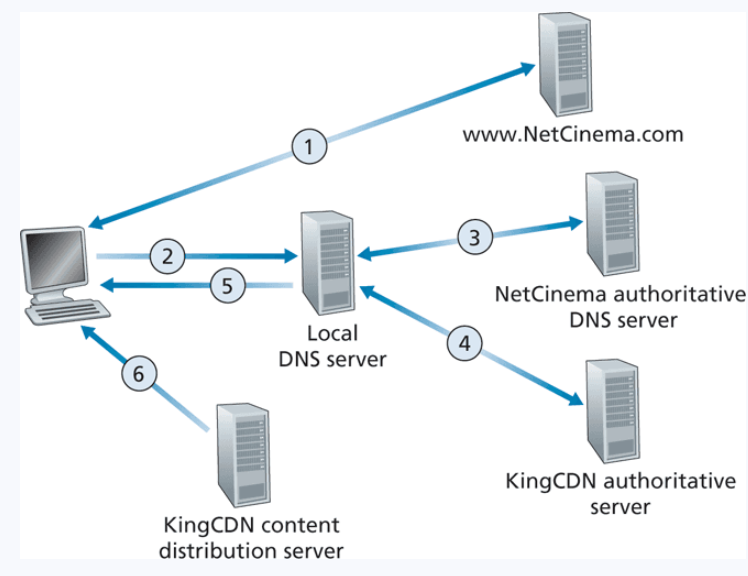 1
www.NetCinema.com
2
3
5
NetCinema authoritative
DNS server
Local
DNS server
4
6
KingCDN authoritative
server
KingCDN content
distribution server